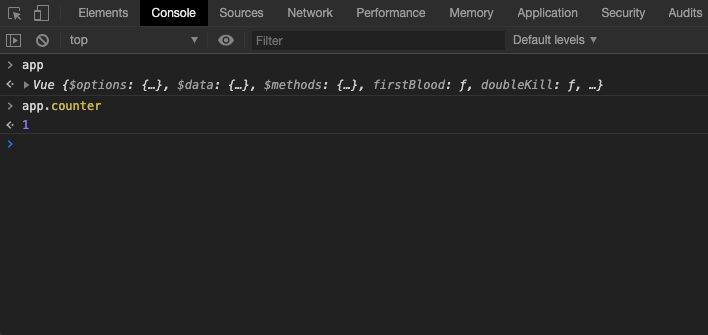 Elements Console Sources Network Performance Memory Application Security Audits
top ▼ Filter Default levels ▼
> app
<· ▶Vue {$options: {…}, $data: {…}, $methods: {…}, firstBlood: ƒ, doubleKill: ƒ, …}
> app.counter
<· 1
>